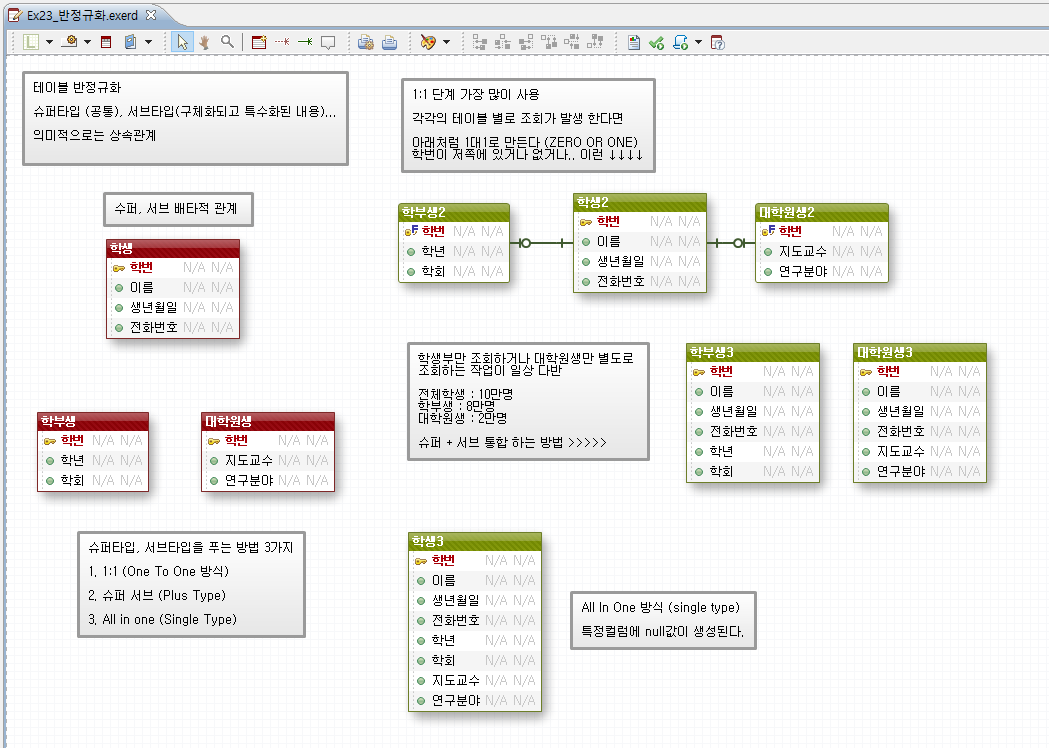 Ex23_반정규화.exerd
테이블 반정규화
슈퍼타입 (공통), 서브타입(구체화되고 특수화된 내용)...
의미적으로는 상속관계
1:1 단계 가장 많이 사용
각각의 테이블 별로 조회가 발생 한다면
아래처럼 1대1로 만든다 (ZERO OR ONE)
학번이 저쪽에 있거나 없거나.. 이런 ↓↓↓↓
수퍼, 서브 배타적 관계
학생
학번 N/A N/A
이름 N/A N/A
생년월일 N/A N/A
전화번호 N/A N/A
학부생2
학번 N/A N/A
학년 N/A N/A
학회 N/A N/A
학생2
학번 N/A N/A
이름 N/A N/A
생년월일 N/A N/A
전화번호 N/A N/A
대학원생2
학번 N/A N/A
지도교수 N/A N/A
연구분야 N/A N/A
학생부만 조회하거나 대학원생만 별도로
조회하는 작업이 일상 다반
전체학생 : 10만명
학부생 : 8만명
대학원생 : 2만명
슈퍼 + 서브 통합 하는 방법 >>>>>
학부생3
학번 N/A N/A
이름 N/A N/A
생년월일 N/A N/A
전화번호 N/A N/A
학년 N/A N/A
학회 N/A N/A
대학원생3
학번 N/A N/A
이름 N/A N/A
생년월일 N/A N/A
전화번호 N/A N/A
지도교수 N/A N/A
연구분야 N/A N/A
학부생
학번 N/A N/A
학년 N/A N/A
학회 N/A N/A
대학원생
학번 N/A N/A
지도교수 N/A N/A
연구분야 N/A N/A
슈퍼타입, 서브타입을 푸는 방법 3가지
1. 1:1 (One To One 방식)
2. 슈퍼 서브 (Plus Type)
3. All in one (Single Type)
학생3
학번 N/A N/A
이름 N/A N/A
생년월일 N/A N/A
전화번호 N/A N/A
학년 N/A N/A
학회 N/A N/A
지도교수 N/A N/A
연구분야 N/A N/A
All In One 방식 (single type)
특정컬럼에 null값이 생성된다.